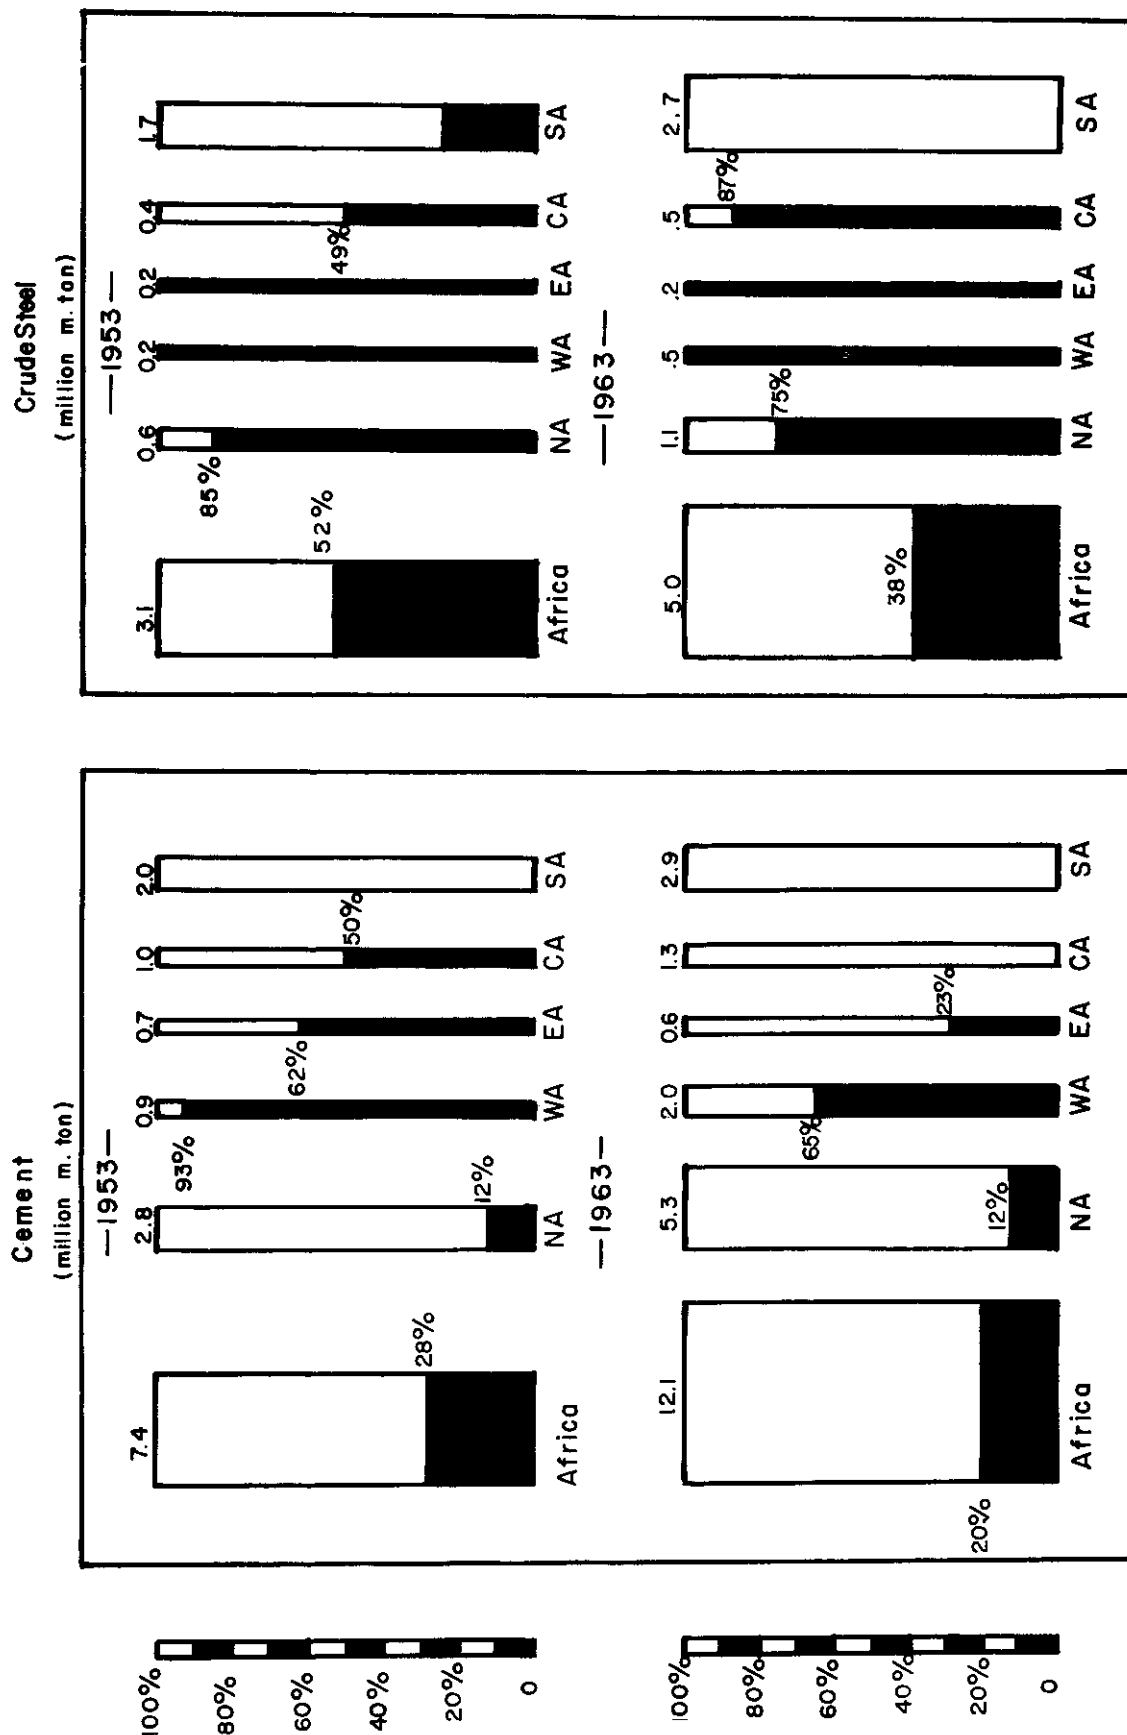 Cement
(million m. ton)
—1953—
100%
80%
60%
40%
20%
0
7.4
28%
Africa
2.8
12%
NA
0.9
93%
WA
0.7
62%
EA
1.0
50%
CA
2.0
SA
—1963—
100%
80%
60%
40%
20%
0
12.1
20%
Africa
5.3
12%
NA
2.0
65%
WA
0.6
23%
EA
1.3
CA
2.9
SA
Crude Steel
(million m. ton)
—1953—
3.1
52%
Africa
0.6
85%
NA
0.2
WA
0.2
EA
0.4
49%
CA
1.7
SA
—1963—
5.0
38%
Africa
1.1
75%
NA
.5
WA
.2
EA
.5
87%
CA
2.7
SA